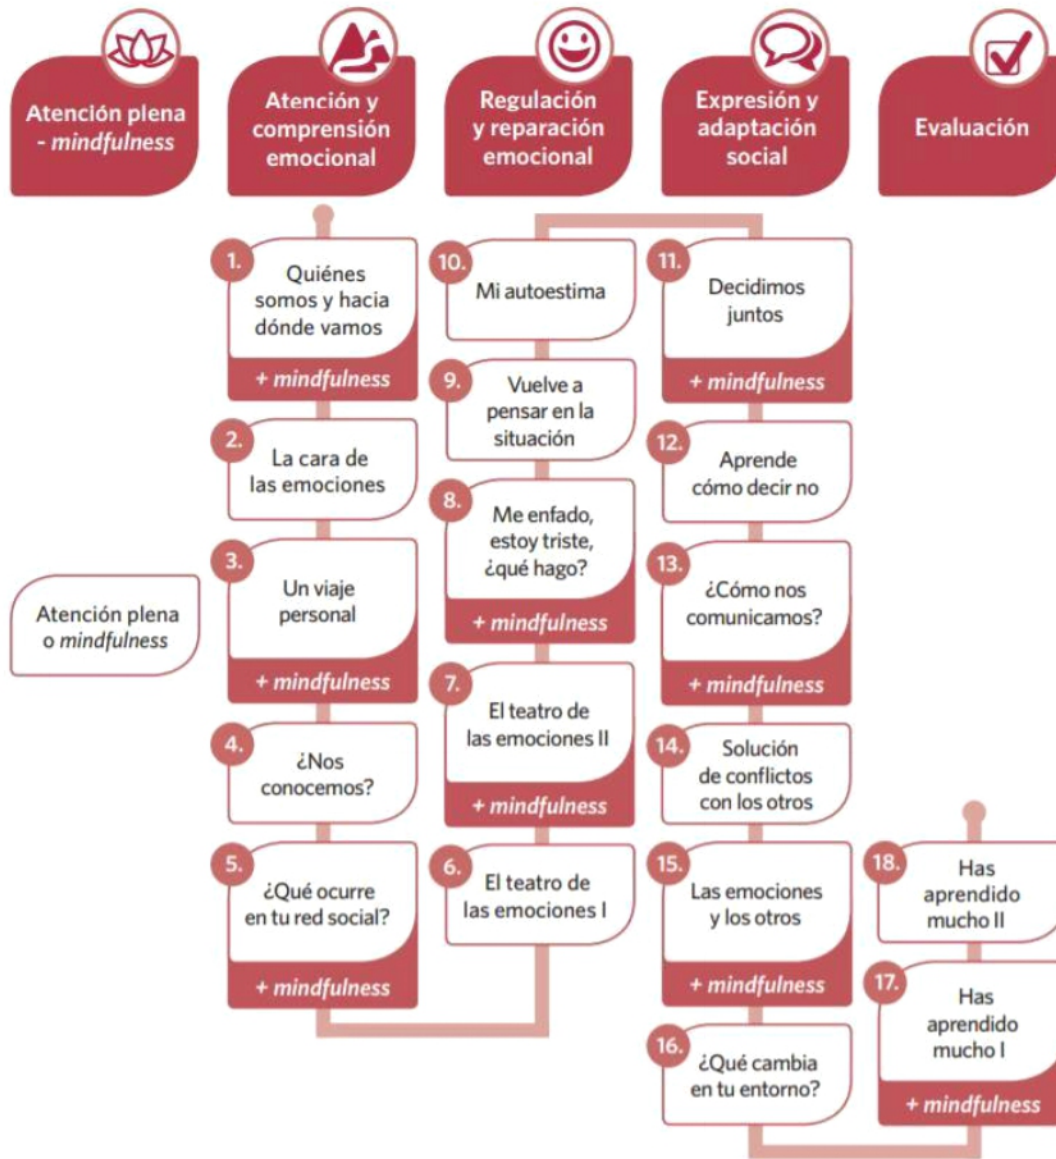 Atención plena
- mindfulness
Atención y
comprensión
emocional
Regulación
y reparación
emocional
Expresión y
adaptación
social
Evaluación
Atención plena
o mindfulness
1.
Quiénes
somos y hacia
dónde vamos
+ mindfulness
2.
La cara de
las emociones
3.
Un viaje
personal
+ mindfulness
4.
¿Nos
conocemos?
5.
¿Qué ocurre
en tu red social?
+ mindfulness
10.
Mi autoestima
9.
Vuelve a
pensar en la
situación
8.
Me enfado,
estoy triste,
¿qué hago?
+ mindfulness
7.
El teatro de
las emociones II
+ mindfulness
6.
El teatro de
las emociones I
11.
Decidimos
juntos
+ mindfulness
12.
Aprende
cómo decir no
13.
¿Cómo nos
comunicamos?
+ mindfulness
14.
Solución
de conflictos
con los otros
15.
Las emociones
y los otros
+ mindfulness
16.
¿Qué cambia
en tu entorno?
18.
Has
aprendido
mucho II
17.
Has
aprendido
mucho I
+ mindfulness